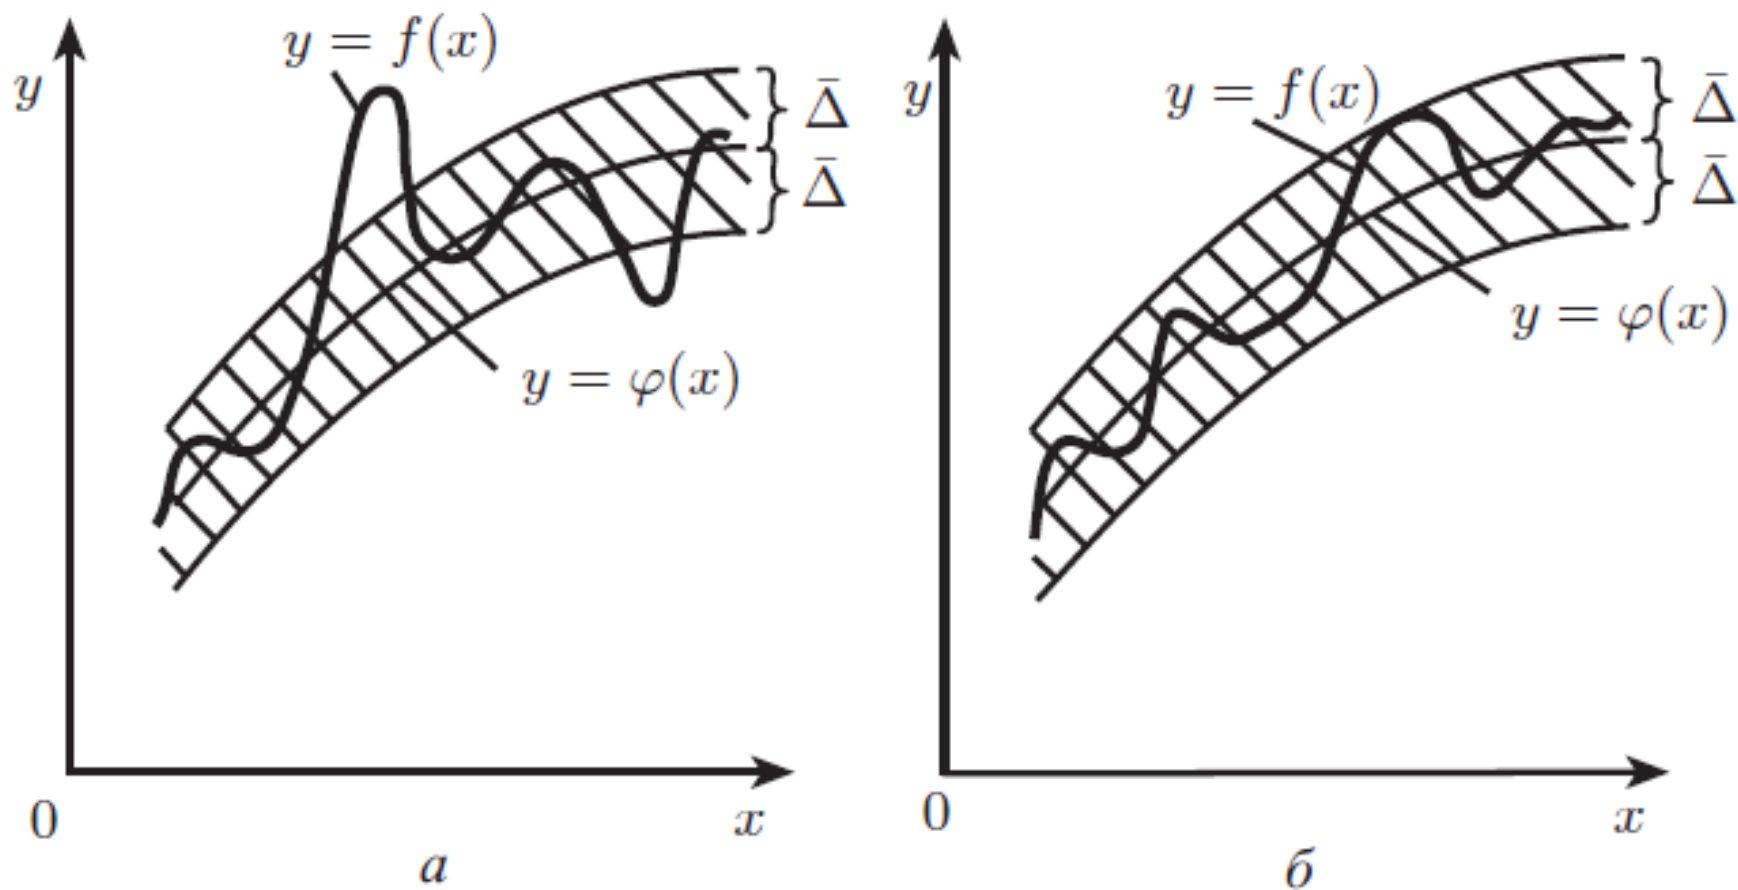 y = f(x)
y
Δ̄
Δ̄
y = φ(x)
0
x
а
y = f(x)
y
Δ̄
Δ̄
y = φ(x)
0
x
б